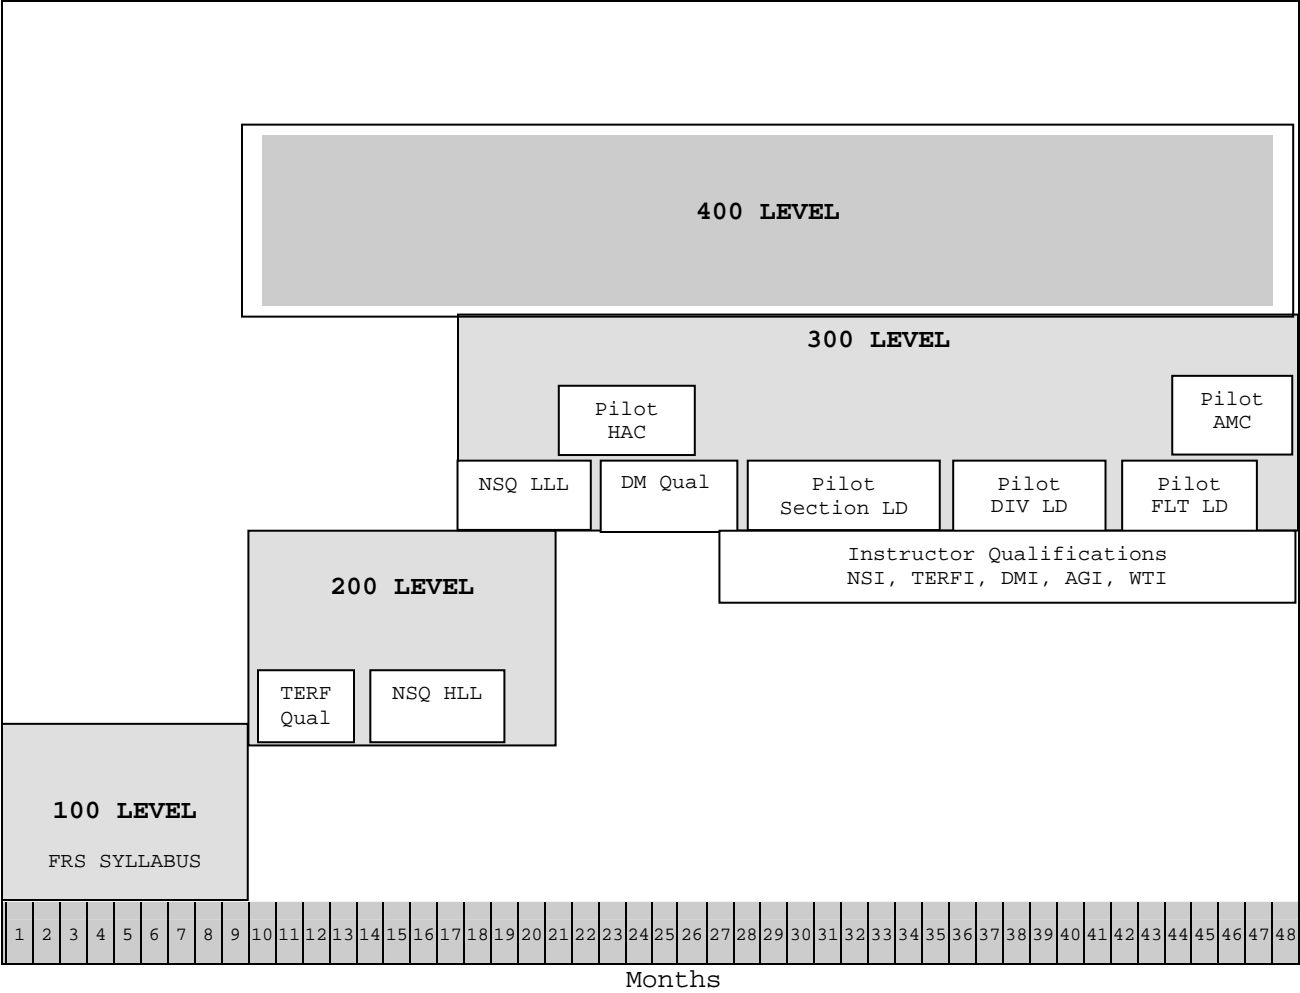 400 LEVEL
300 LEVEL
Pilot
HAC
Pilot
AMC
NSQ LLL
DM Qual
Pilot
Section LD
Pilot
DIV LD
Pilot
FLT LD
Instructor Qualifications
NSI, TERFI, DMI, AGI, WTI
200 LEVEL
TERF
Qual
NSQ HLL
100 LEVEL
FRS SYLLABUS
1 2 3 4 5 6 7 8 9 10 11 12 13 14 15 16 17 18 19 20 21 22 23 24 25 26 27 28 29 30 31 32 33 34 35 36 37 38 39 40 41 42 43 44 45 46 47 48
Months